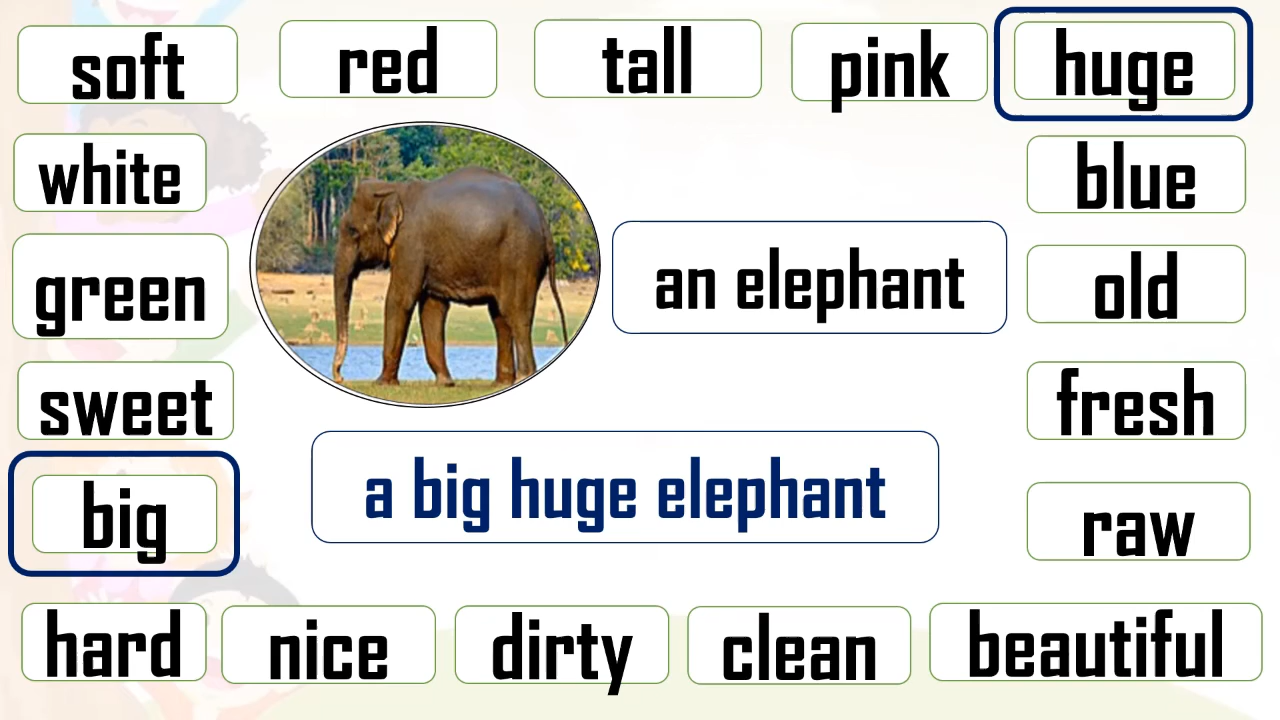 soft
red
tall
pink
huge
white
blue
green
an elephant
old
sweet
fresh
big
a big huge elephant
raw
hard
nice
dirty
clean
beautiful